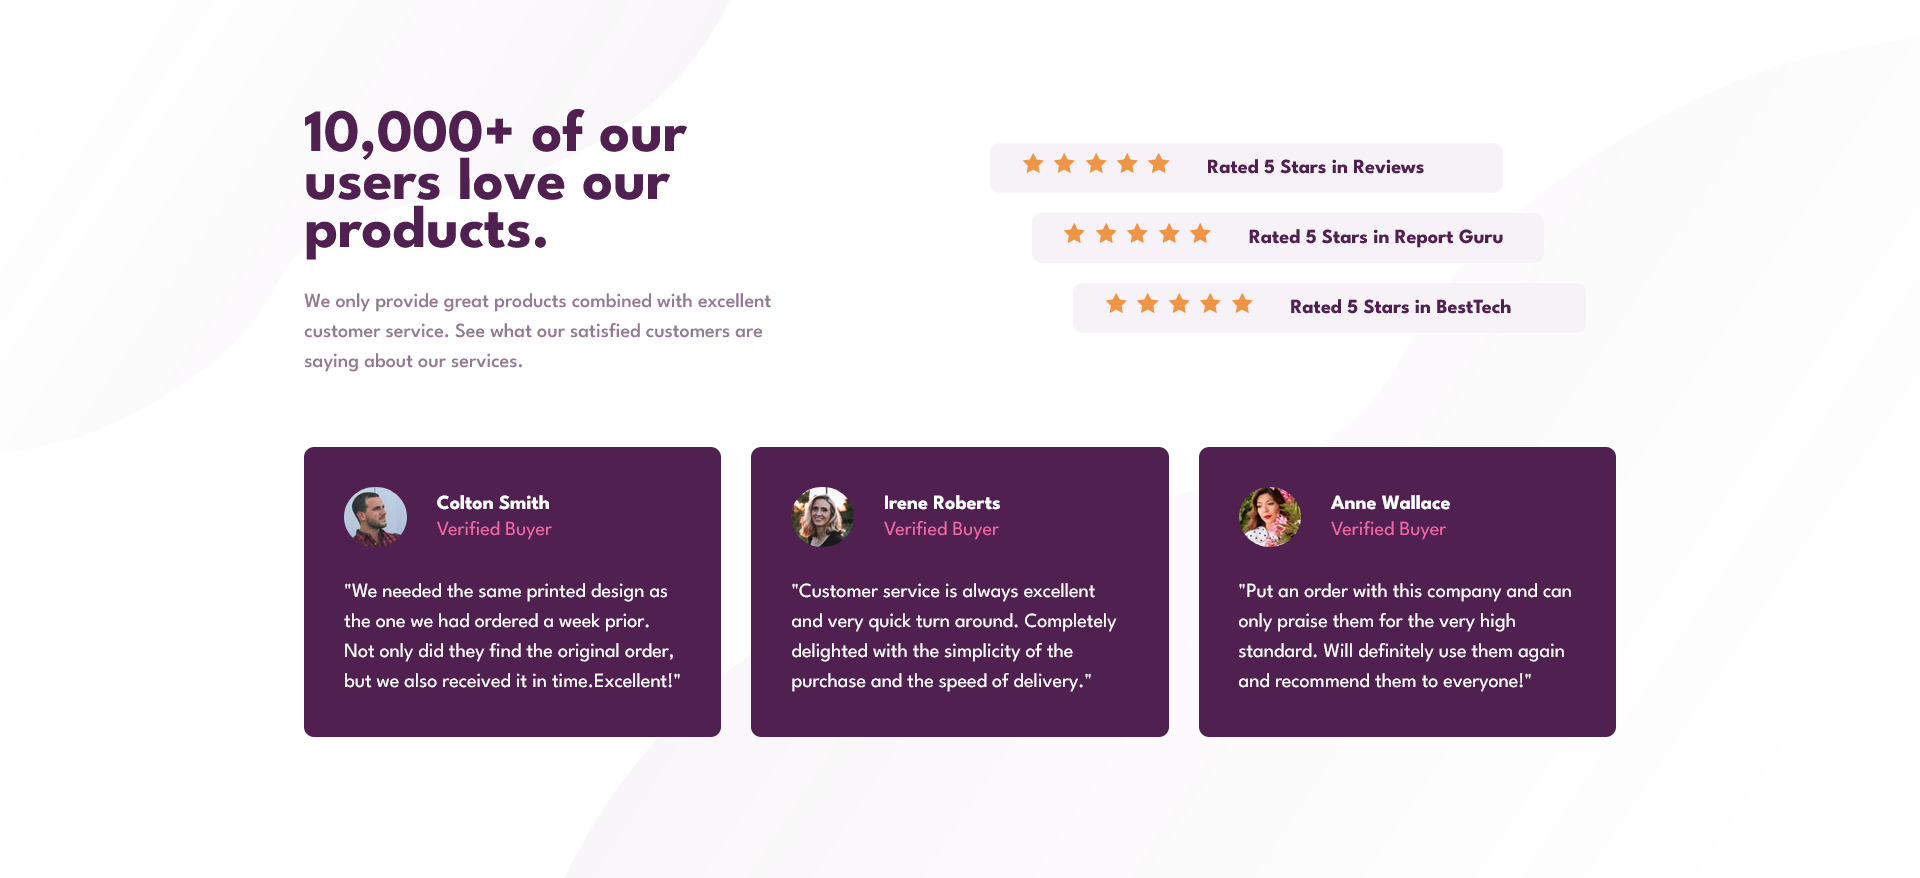 10,000+ of our
users love our
products.
We only provide great products combined with excellent
customer service. See what our satisfied customers are
saying about our services.
Rated 5 Stars in Reviews
Rated 5 Stars in Report Guru
Rated 5 Stars in BestTech
Colton Smith
Verified Buyer
"We needed the same printed design as
the one we had ordered a week prior.
Not only did they find the original order,
but we also received it in time.Excellent!"
Irene Roberts
Verified Buyer
"Customer service is always excellent
and very quick turn around. Completely
delighted with the simplicity of the
purchase and the speed of delivery."
Anne Wallace
Verified Buyer
"Put an order with this company and can
only praise them for the very high
standard. Will definitely use them again
and recommend them to everyone!"